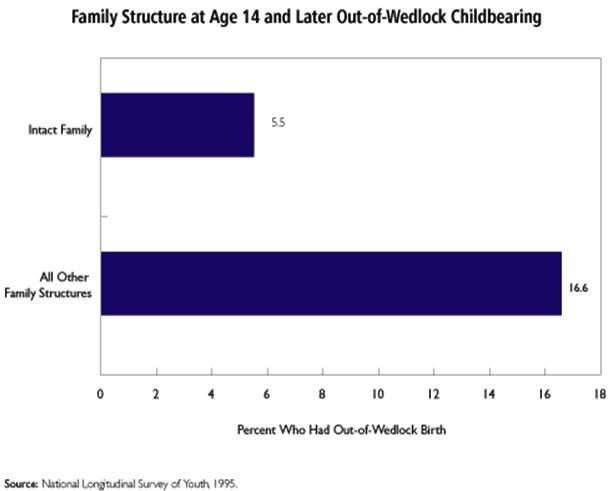 Family Structure at Age 14 and Later Out-of-Wedlock Childbearing
Intact Family
5.5
All Other
Family Structures
16.6
0 2 4 6 8 10 12 14 16 18
Percent Who Had Out-of-Wedlock Birth
Source: National Longitudinal Survey of Youth, 1995.